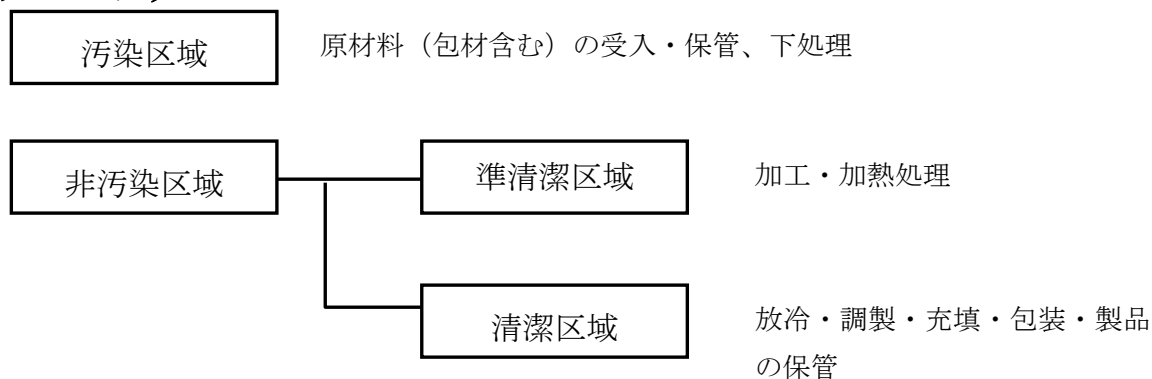 汚染区域
原材料（包材含む）の受入・保管、下処理
非汚染区域
準清潔区域
加工・加熱処理
清潔区域
放冷・調製・充填・包装・製品
の保管